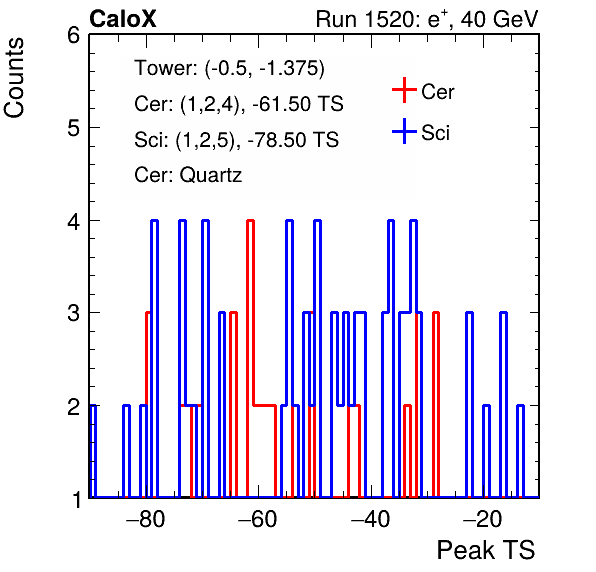 CaloX Run 1520: e⁺, 40 GeV
Counts
6
Tower: (-0.5, -1.375)
Cer: (1,2,4), -61.50 TS
Sci: (1,2,5), -78.50 TS
Cer: Quartz
Cer
Sci
5
4
3
2
1
−80 −60 −40 −20
Peak TS